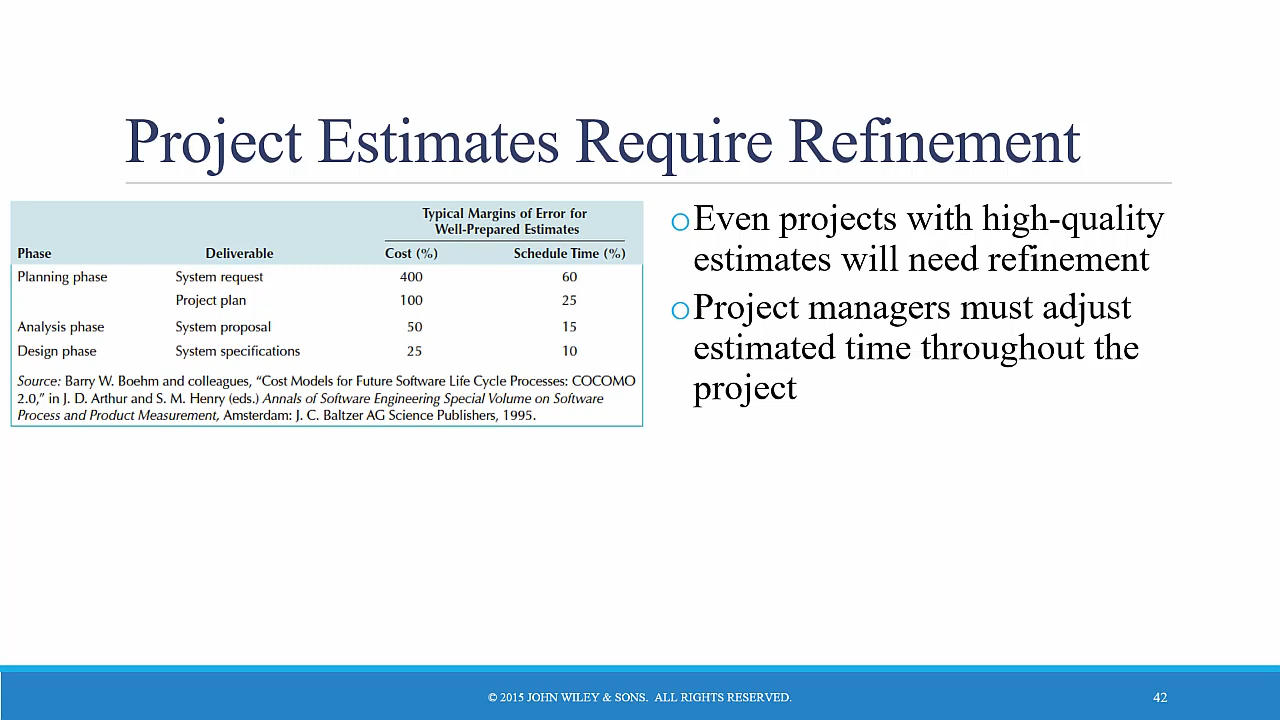 Project Estimates Require Refinement
Typical Margins of Error for
Well-Prepared Estimates
Phase Deliverable Cost (%) Schedule Time (%)
Planning phase System request 400 60
Project plan 100 25
Analysis phase System proposal 50 15
Design phase System specifications 25 10
Source: Barry W. Boehm and colleagues, “Cost Models for Future Software Life Cycle Processes: COCOMO
2.0,” in J. D. Arthur and S. M. Henry (eds.) Annals of Software Engineering Special Volume on Software
Process and Product Measurement, Amsterdam: J. C. Baltzer AG Science Publishers, 1995.
oEven projects with high-quality
estimates will need refinement
oProject managers must adjust
estimated time throughout the
project
© 2015 JOHN WILEY & SONS. ALL RIGHTS RESERVED. 42